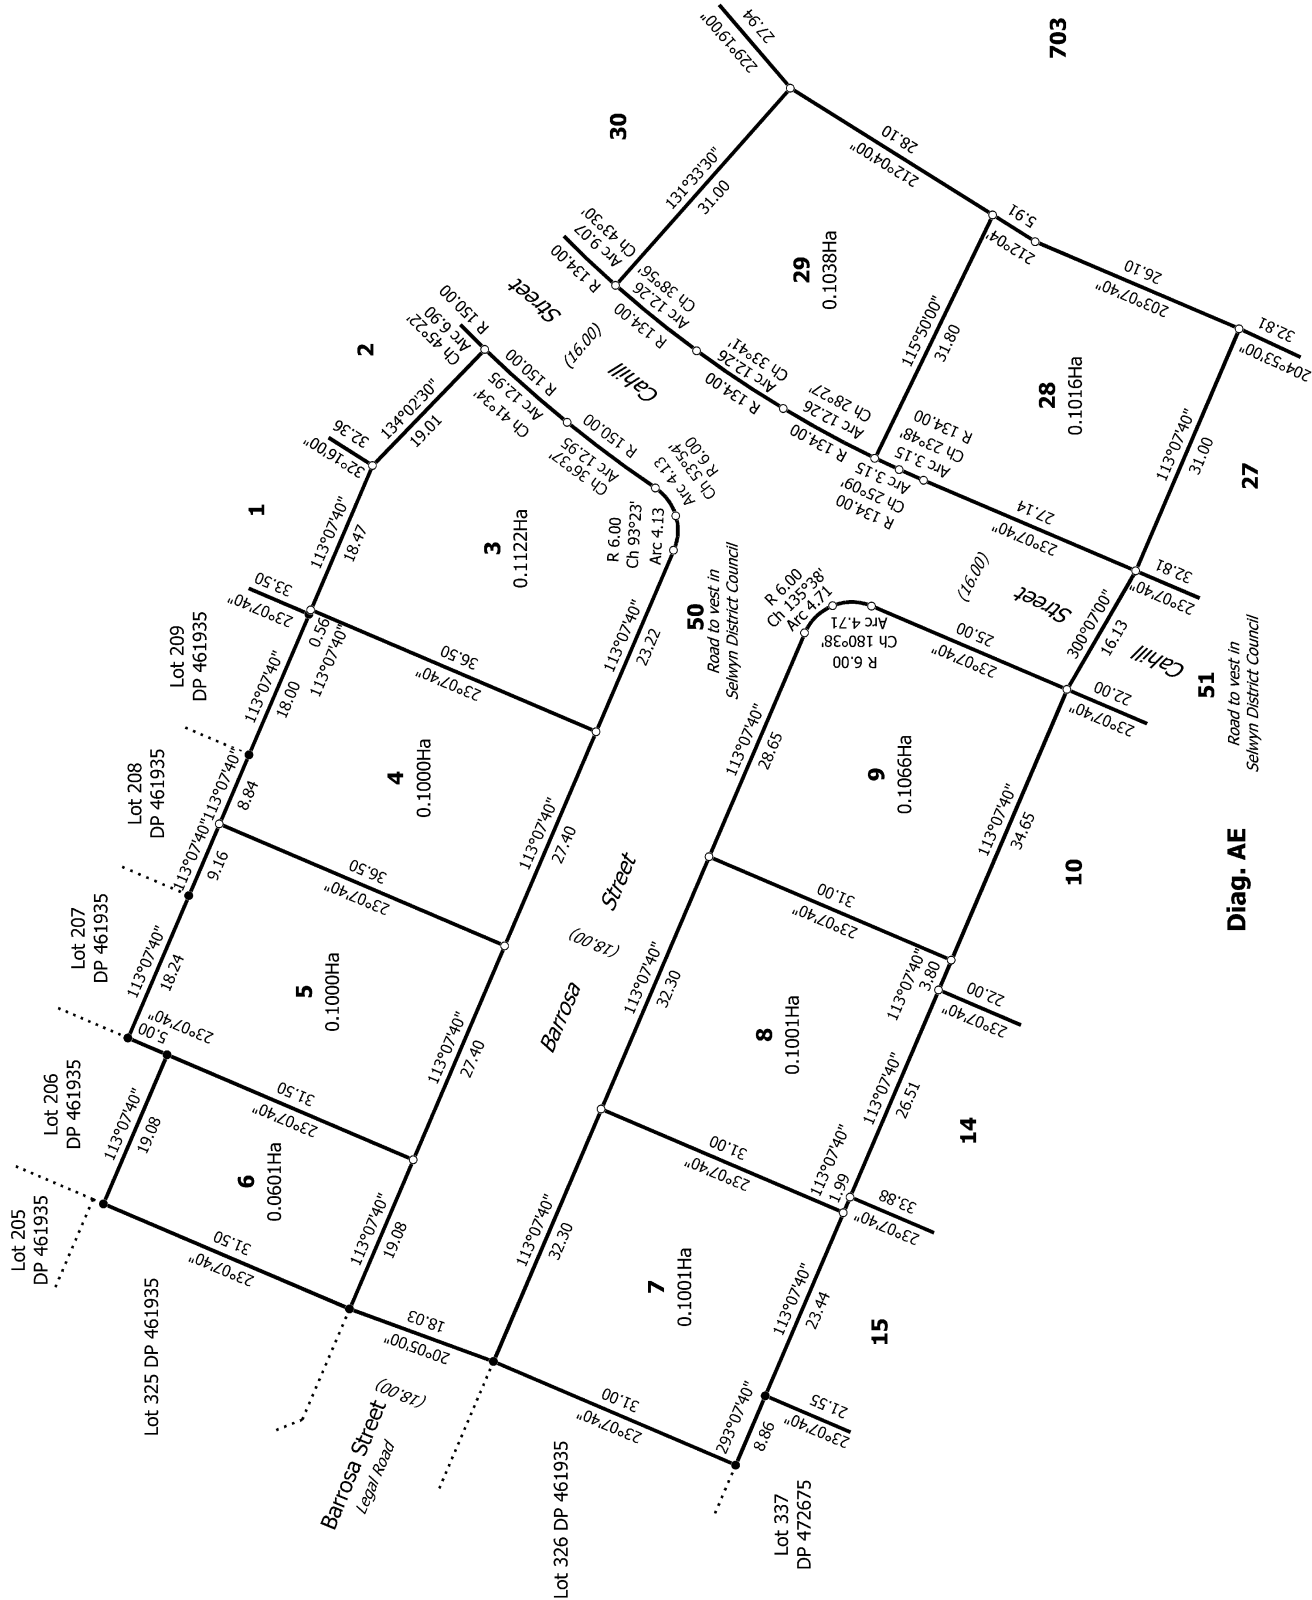 229°19'00"
27.94
703
30
131°33'30"
31.00
28.10
212°04'00"
29
0.1038Ha
R 134.00
Arc 9.07
Ch 43°30'
R 134.00
Arc 12.26
Ch 38°56'
R 134.00
Arc 12.26
Ch 33°41'
R 134.00
Arc 12.26
Ch 28°27'
5.91
212°04'
115°50'00"
31.80
26.10
203°07'40"
28
0.1016Ha
R 134.00
Ch 23°48'
Arc 3.15
Arc 3.15
Ch 25°09'
R 134.00
32.81
204°53'00"
113°07'40"
31.00
27
27.14
23°07'40"
32.81
23°07'40"
2
R 150.00
Arc 6.90
Ch 45°22'
134°02'30"
19.01
R 150.00
Arc 12.95
Ch 41°34'
R 150.00
Arc 12.95
Ch 36°37'
Street
(16.00)
Cahill
32.36
32°16'00"
1
113°07'40"
18.47
3
0.1122Ha
R 6.00
Ch 93°23'
Arc 4.13
Arc 4.13
Ch 53°54'
R 6.00
33.50
23°07'40"
0.56
113°07'40"
113°07'40"
23.22
50
Road to vest in
Selwyn District Council
R 6.00
Ch 135°38'
Arc 4.71
Arc 4.71
Ch 180°38'
R 6.00
(16.00)
Street
Cahill
300°07'00"
16.13
25.00
23°07'40"
22.00
23°07'40"
51
Road to vest in
Selwyn District Council
Lot 209
DP 461935
113°07'40"
18.00
36.50
23°07'40"
4
0.1000Ha
113°07'40"
27.40
Lot 208
DP 461935
113°07'40"
8.84
113°07'40"
9.16
36.50
23°07'40"
113°07'40"
28.65
9
0.1066Ha
113°07'40"
34.65
10
Lot 207
DP 461935
113°07'40"
18.24
5
0.1000Ha
113°07'40"
27.40
Street
(18.00)
Barrosa
31.00
23°07'40"
113°07'40"
32.30
8
0.1001Ha
113°07'40"
3.80
22.00
23°07'40"
Diag. AE
Lot 206
DP 461935
5.00
23°07'40"
113°07'40"
19.08
31.50
23°07'40"
6
0.0601Ha
113°07'40"
19.08
31.00
23°07'40"
113°07'40"
26.51
14
113°07'40"
1.99
33.88
23°07'40"
Lot 205
DP 461935
31.50
23°07'40"
Lot 325 DP 461935
18.03
20°05'00"
113°07'40"
32.30
7
0.1001Ha
113°07'40"
23.44
15
Barrosa Street
Legal Road
(18.00)
31.00
23°07'40"
293°07'40"
8.86
21.55
23°07'40"
Lot 326 DP 461935
Lot 337
DP 472675